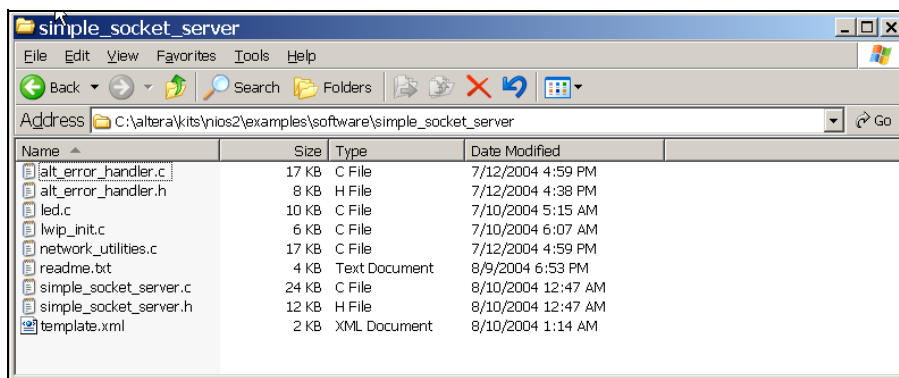 simple_socket_server
File Edit View Favorites Tools Help
Back Search Folders
Address C:\altera\kits\nios2\examples\software\simple_socket_server Go
Name Size Type Date Modified
alt_error_handler.c 17 KB C File 7/12/2004 4:59 PM
alt_error_handler.h 8 KB H File 7/12/2004 4:38 PM
led.c 10 KB C File 7/10/2004 5:15 AM
lwip_init.c 6 KB C File 7/10/2004 6:07 AM
network_utilities.c 17 KB C File 7/12/2004 4:59 PM
readme.txt 4 KB Text Document 8/9/2004 6:53 PM
simple_socket_server.c 24 KB C File 8/10/2004 12:47 AM
simple_socket_server.h 12 KB H File 8/10/2004 12:47 AM
template.xml 2 KB XML Document 8/10/2004 1:14 AM